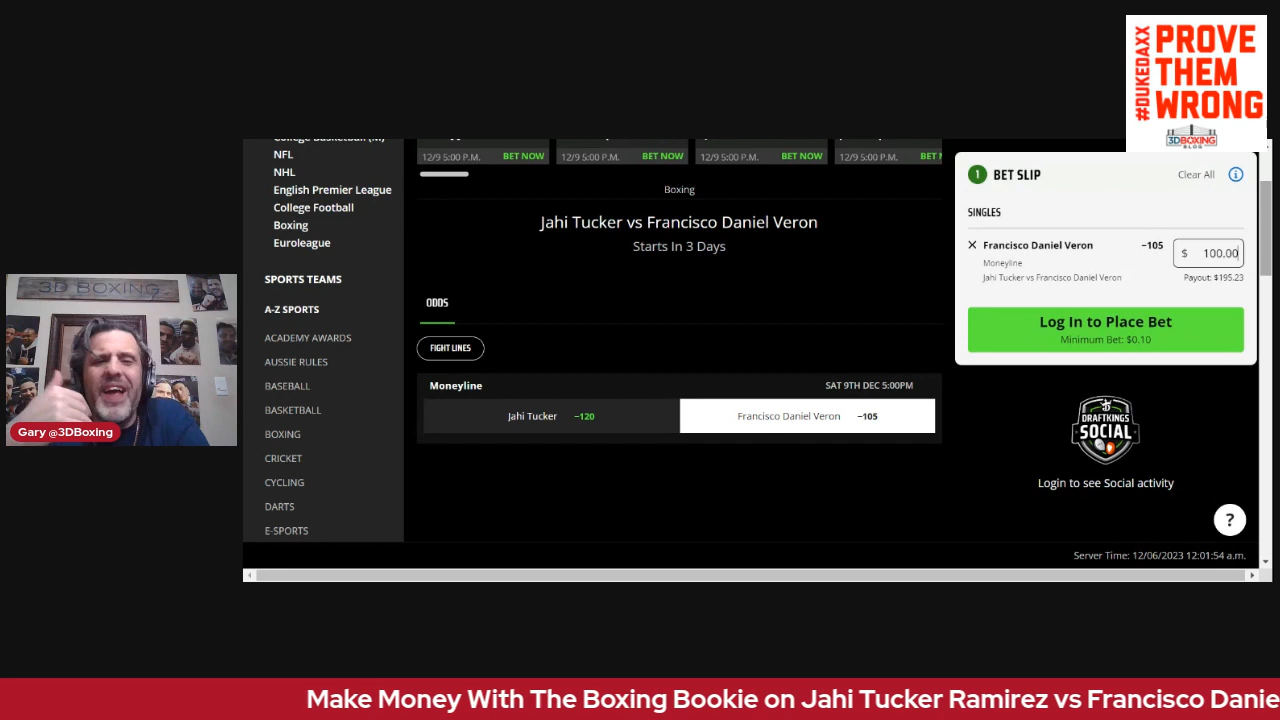 #DUKEDAXX
PROVE
THEM
WRONG
3DBOXING
BLOG
NFL
NHL
English Premier League
College Football
Boxing
Euroleague
SPORTS TEAMS
A-Z SPORTS
ACADEMY AWARDS
AUSSIE RULES
BASEBALL
BASKETBALL
BOXING
CRICKET
CYCLING
DARTS
E-SPORTS
12/9 5:00 P.M. BET NOW
12/9 5:00 P.M. BET NOW
12/9 5:00 P.M. BET NOW
12/9 5:00 P.M. BET N
Boxing
Jahi Tucker vs Francisco Daniel Veron
Starts In 3 Days
ODDS
FIGHT LINES
Moneyline SAT 9TH DEC 5:00PM
Jahi Tucker −120 Francisco Daniel Veron −105
1 BET SLIP Clear All
SINGLES
Francisco Daniel Veron −105 $ 100.00
Moneyline
Jahi Tucker vs Francisco Daniel Veron Payout: $195.23
Log In to Place Bet
Minimum Bet: $0.10
DRAFTKINGS
SOCIAL
Login to see Social activity
?
Server Time: 12/06/2023 12:01:54 a.m.
3D BOXING
Gary @3DBoxing
Make Money With The Boxing Bookie on Jahi Tucker Ramirez vs Francisco Danie